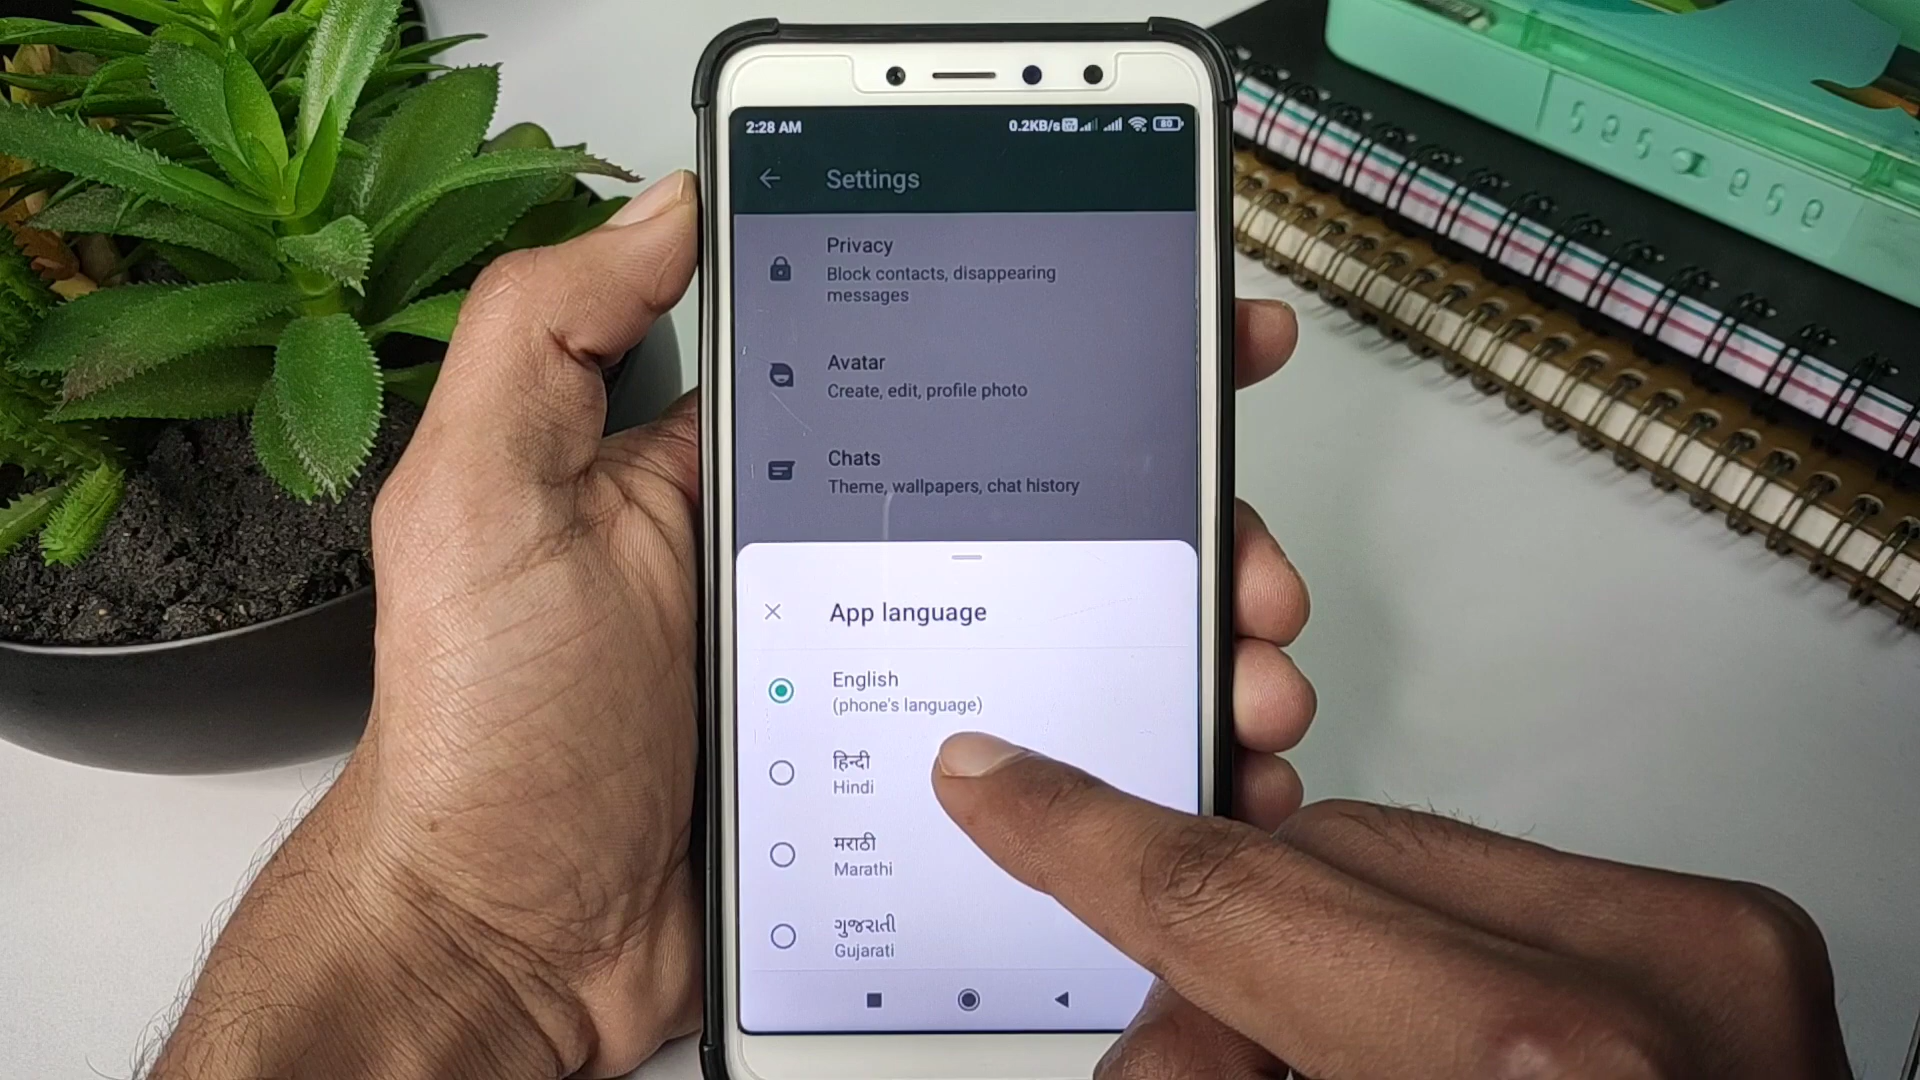 2:28 AM 0.2KB/s 80
Settings
Privacy
Block contacts, disappearing
messages
Avatar
Create, edit, profile photo
Chats
Theme, wallpapers, chat history
App language
English
(phone's language)
हिन्दी
Hindi
मराठी
Marathi
ગુજરાતી
Gujarati